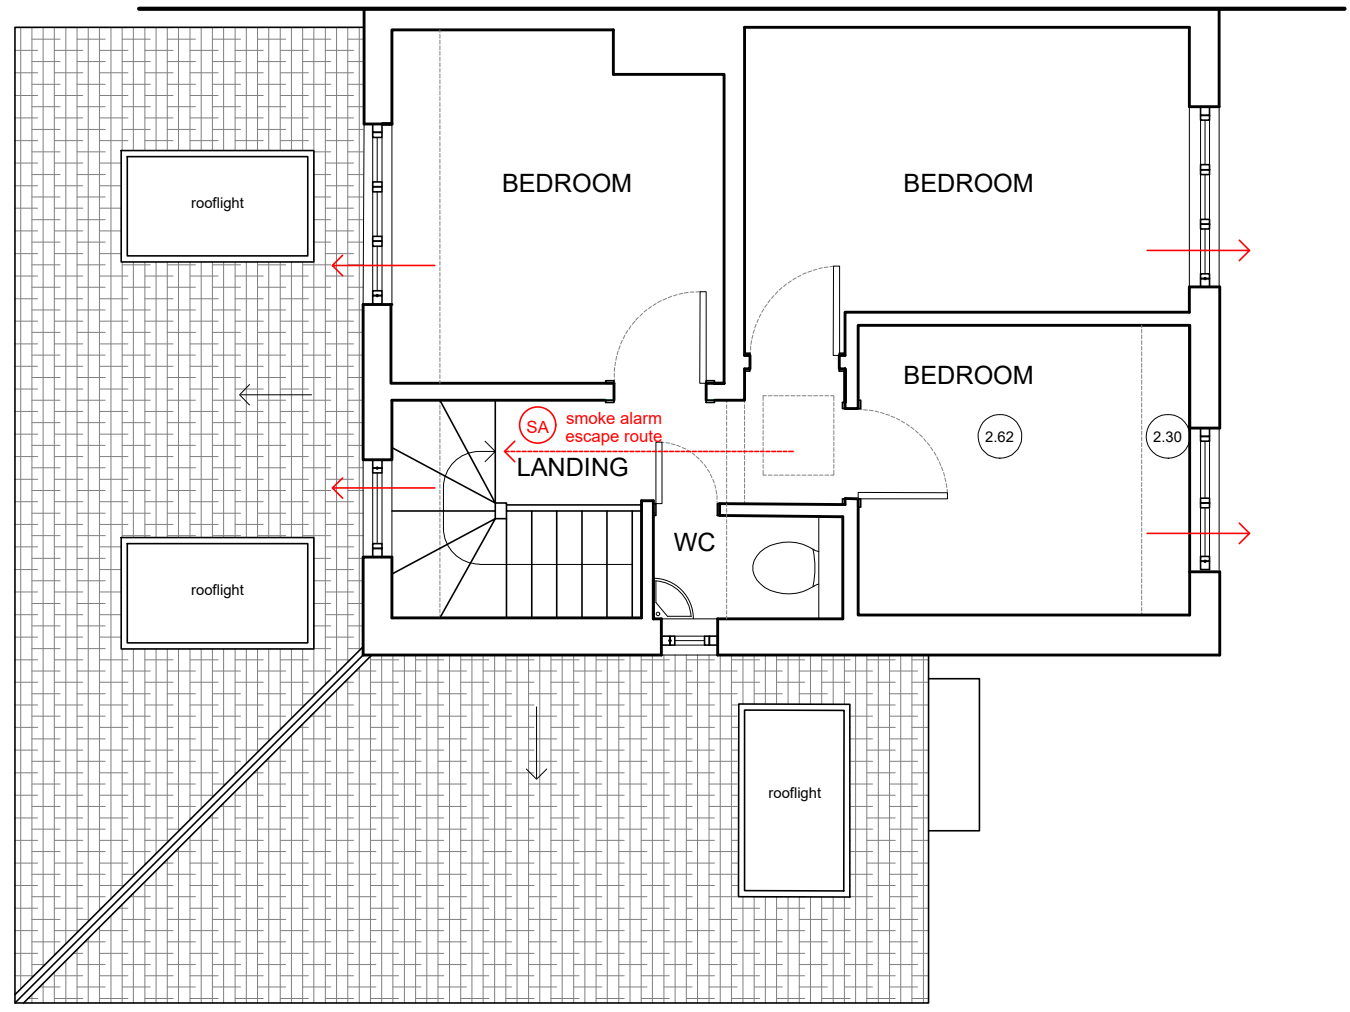 rooflight
BEDROOM
BEDROOM
BEDROOM
SA
smoke alarm
escape route
2.62
2.30
LANDING
WC
rooflight
rooflight